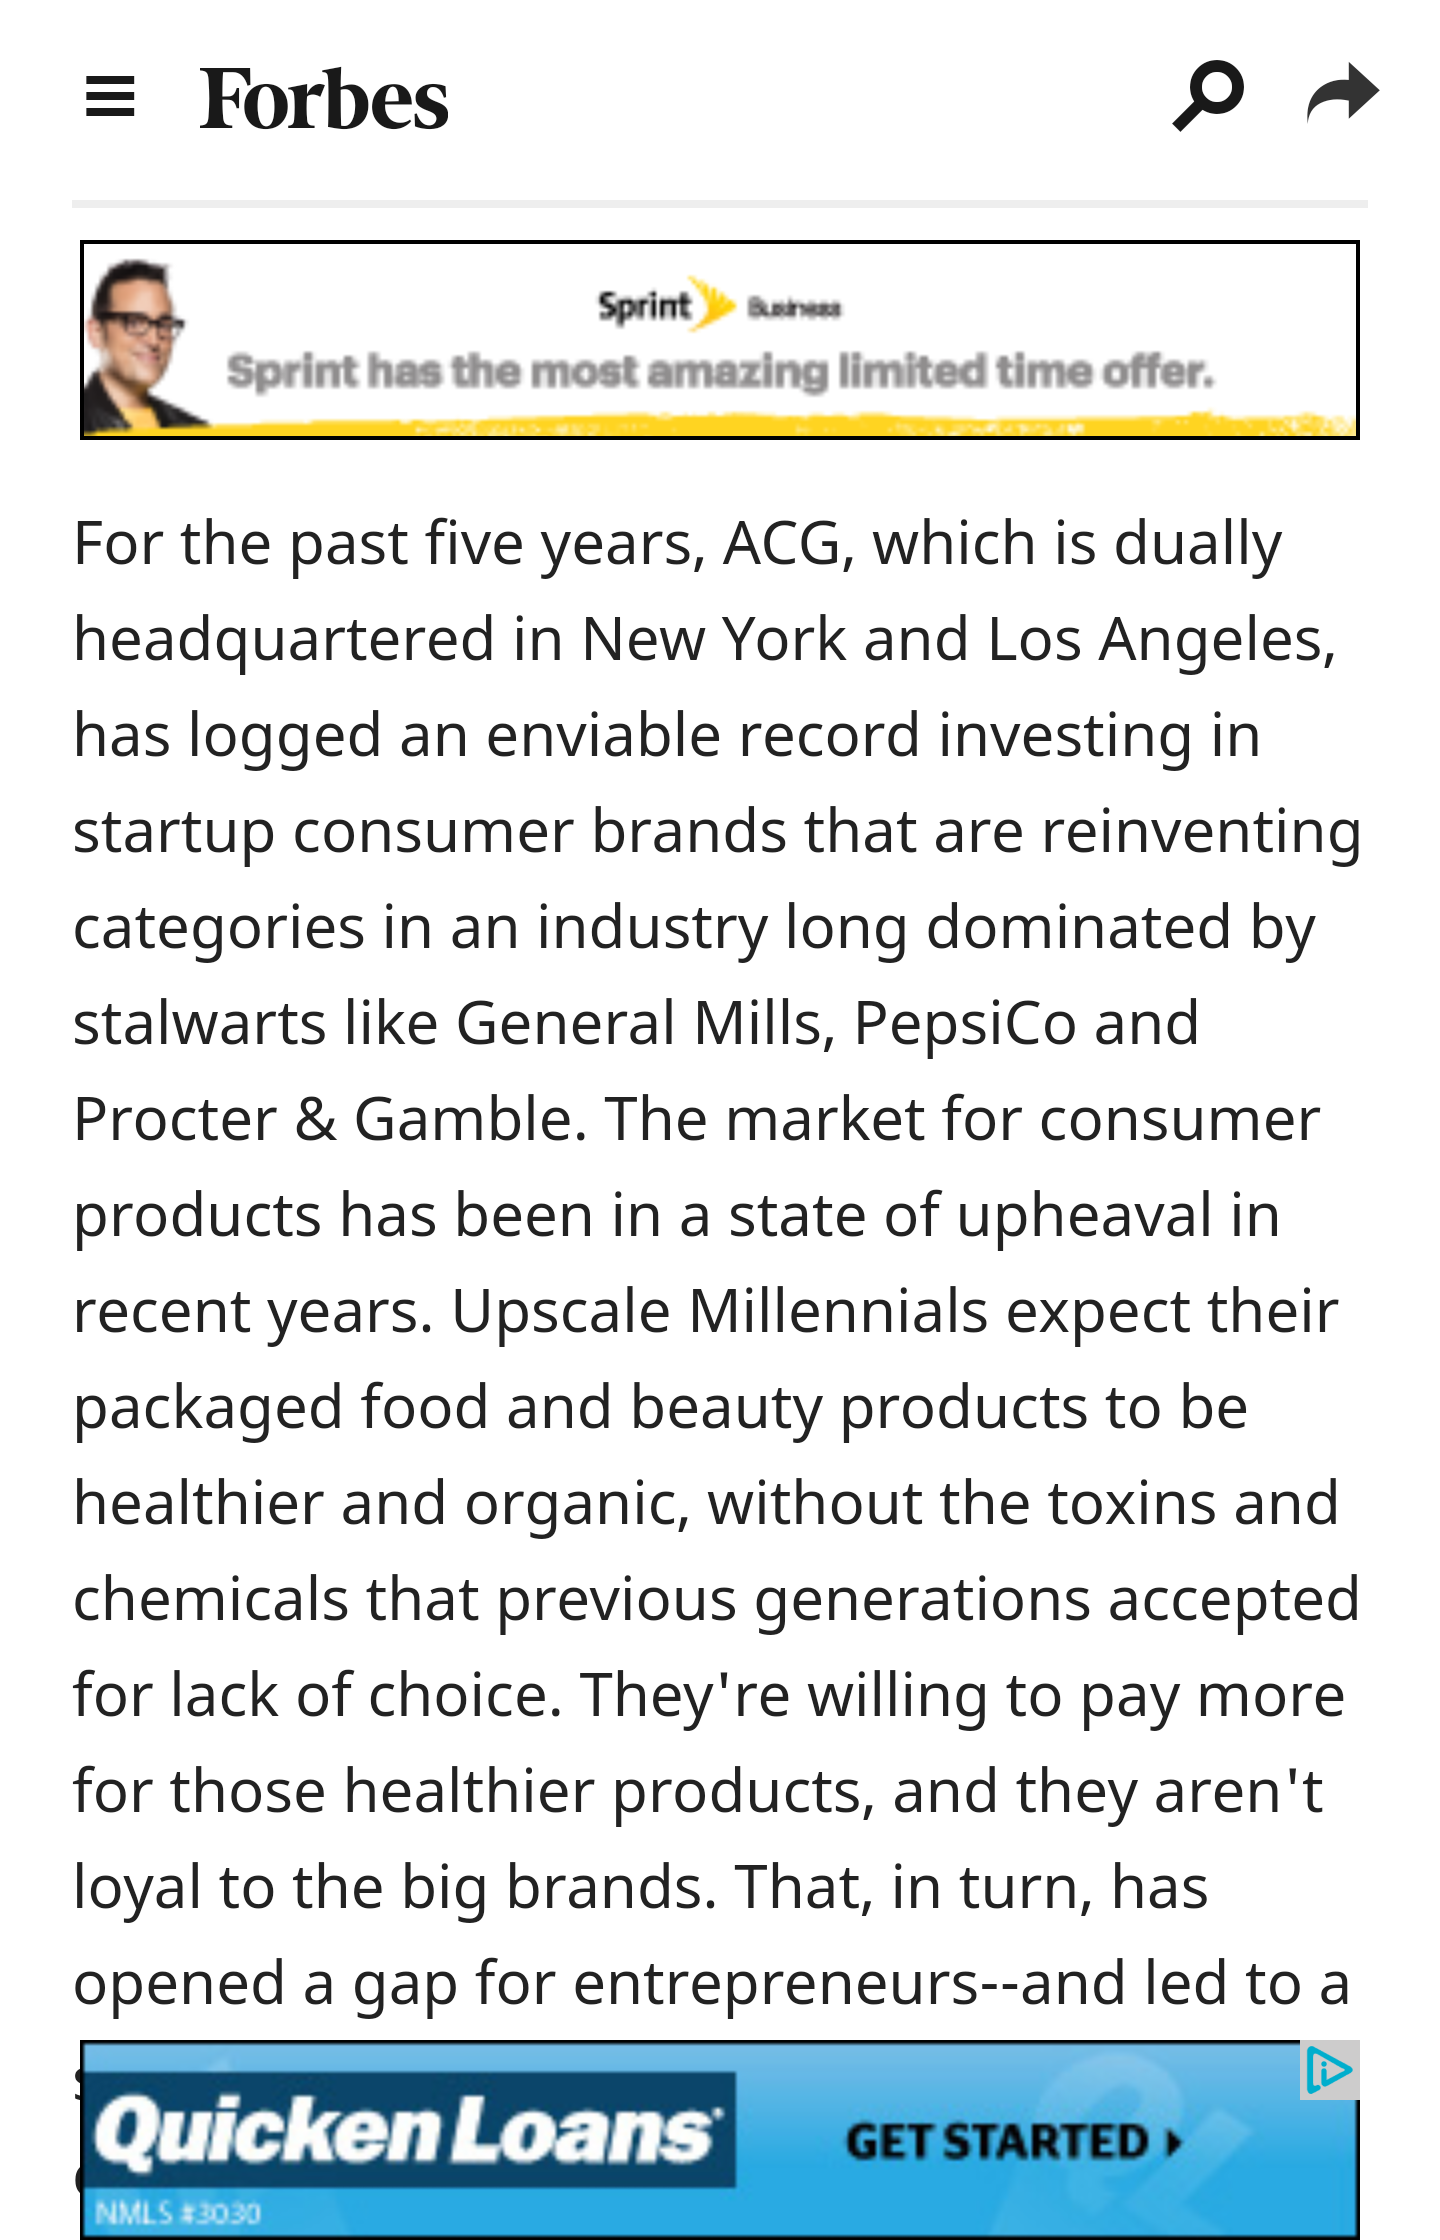 Forbes
Sprint Business
Sprint has the most amazing limited time offer.
For the past five years, ACG, which is dually
headquartered in New York and Los Angeles,
has logged an enviable record investing in
startup consumer brands that are reinventing
categories in an industry long dominated by
stalwarts like General Mills, PepsiCo and
Procter & Gamble. The market for consumer
products has been in a state of upheaval in
recent years. Upscale Millennials expect their
packaged food and beauty products to be
healthier and organic, without the toxins and
chemicals that previous generations accepted
for lack of choice. They're willing to pay more
for those healthier products, and they aren't
loyal to the big brands. That, in turn, has
opened a gap for entrepreneurs--and led to a
Quicken Loans
GET STARTED
NMLS #3030